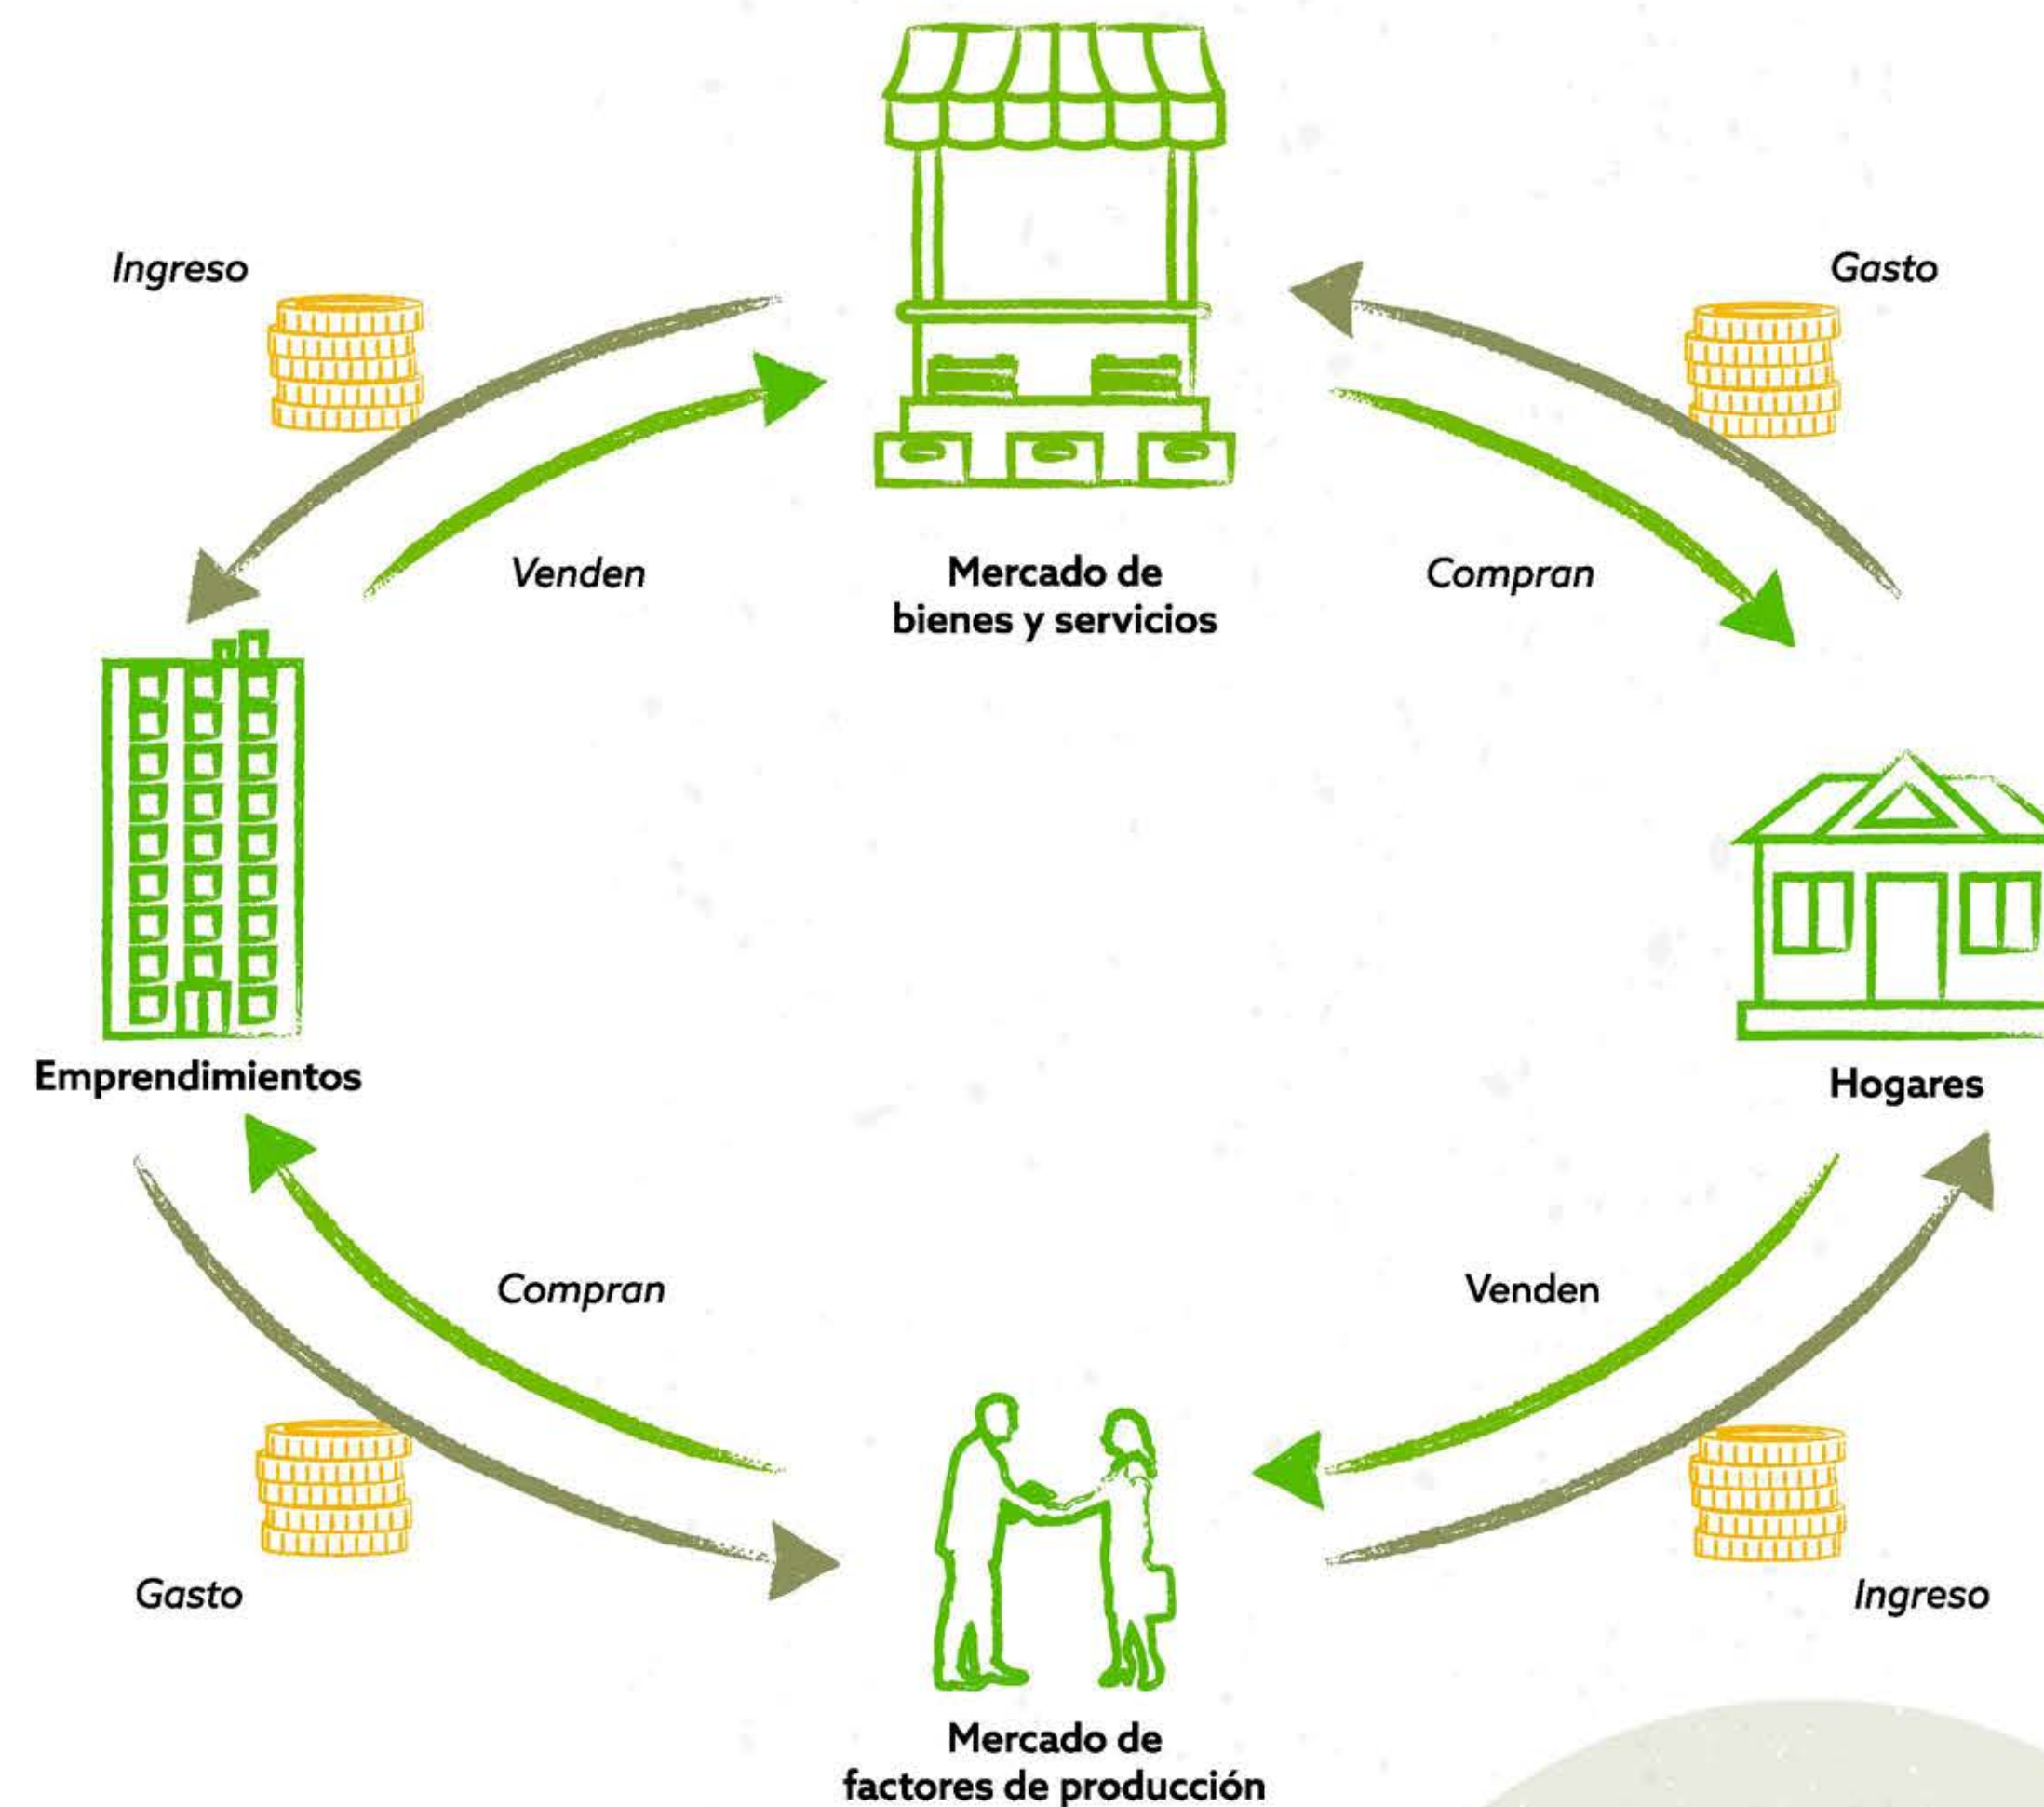 Ingreso
Gasto
Venden
Mercado de
bienes y servicios
Compran
Emprendimientos
Hogares
Compran
Venden
Gasto
Ingreso
Mercado de
factores de producción